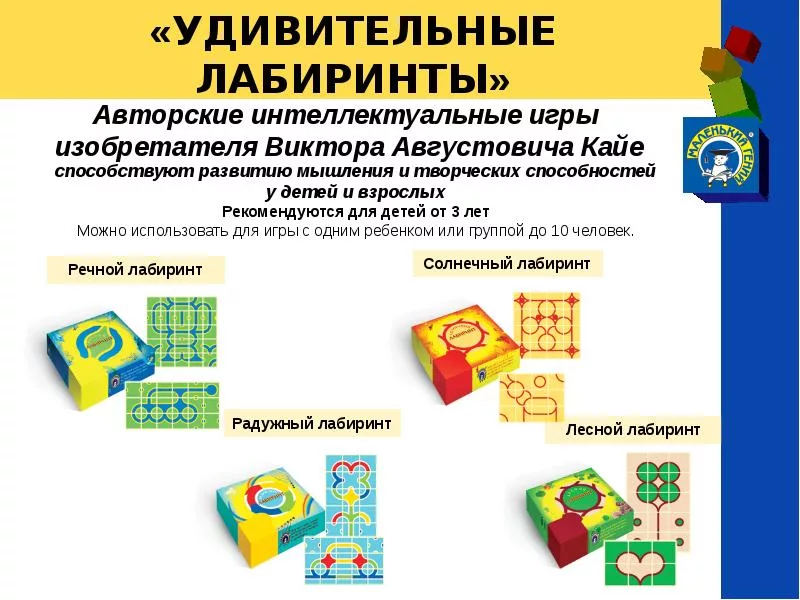 «УДИВИТЕЛЬНЫЕ
ЛАБИРИНТЫ»
Авторские интеллектуальные игры
изобретателя Виктора Августовича Кайе
способствуют развитию мышления и творческих способностей
у детей и взрослых
Рекомендуются для детей от 3 лет
Можно использовать для игры с одним ребенком или группой до 10 человек.
МАЛЕНЬКИЙ ГЕНИЙ
Речной лабиринт
Солнечный лабиринт
Радужный лабиринт
Лесной лабиринт